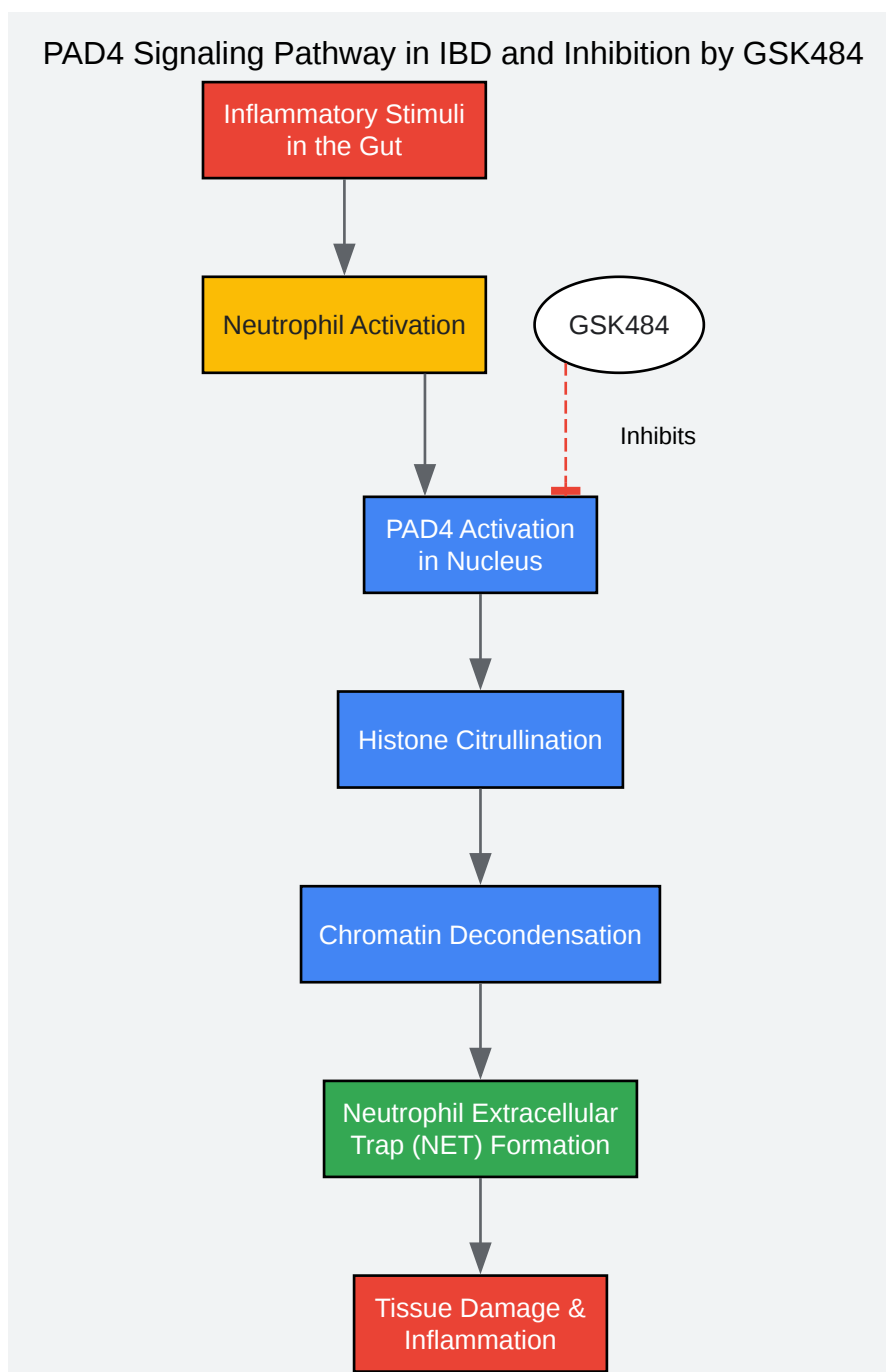 PAD4 Signaling Pathway in IBD and Inhibition by GSK484
Inflammatory Stimuli
in the Gut
Neutrophil Activation
GSK484
Inhibits
PAD4 Activation
in Nucleus
Histone Citrullination
Chromatin Decondensation
Neutrophil Extracellular
Trap (NET) Formation
Tissue Damage &
Inflammation